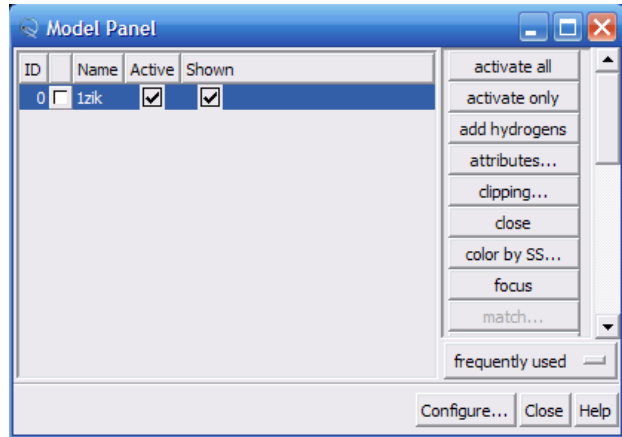 Model Panel
ID Name Active Shown
0 1zik
activate all
activate only
add hydrogens
attributes...
clipping...
close
color by SS...
focus
match...
frequently used
Configure... Close Help